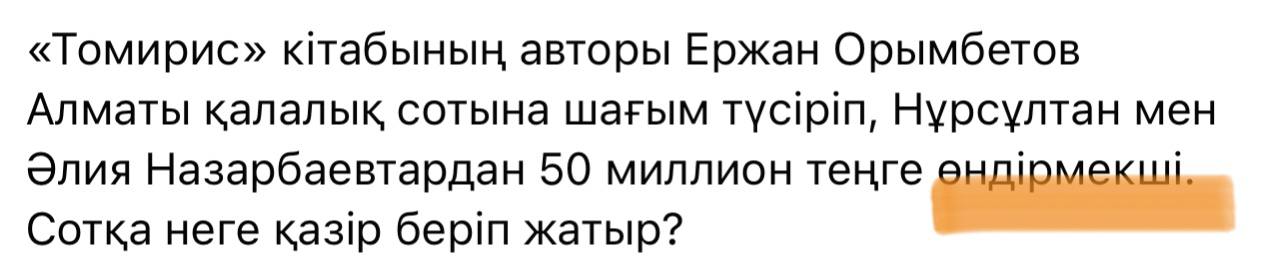 «Томирис» кітабының авторы Ержан Орымбетов
Алматы қалалық сотына шағым түсіріп, Нұрсұлтан мен
Әлия Назарбаевтардан 50 миллион теңге өндірмекші.
Сотқа неге қазір беріп жатыр?